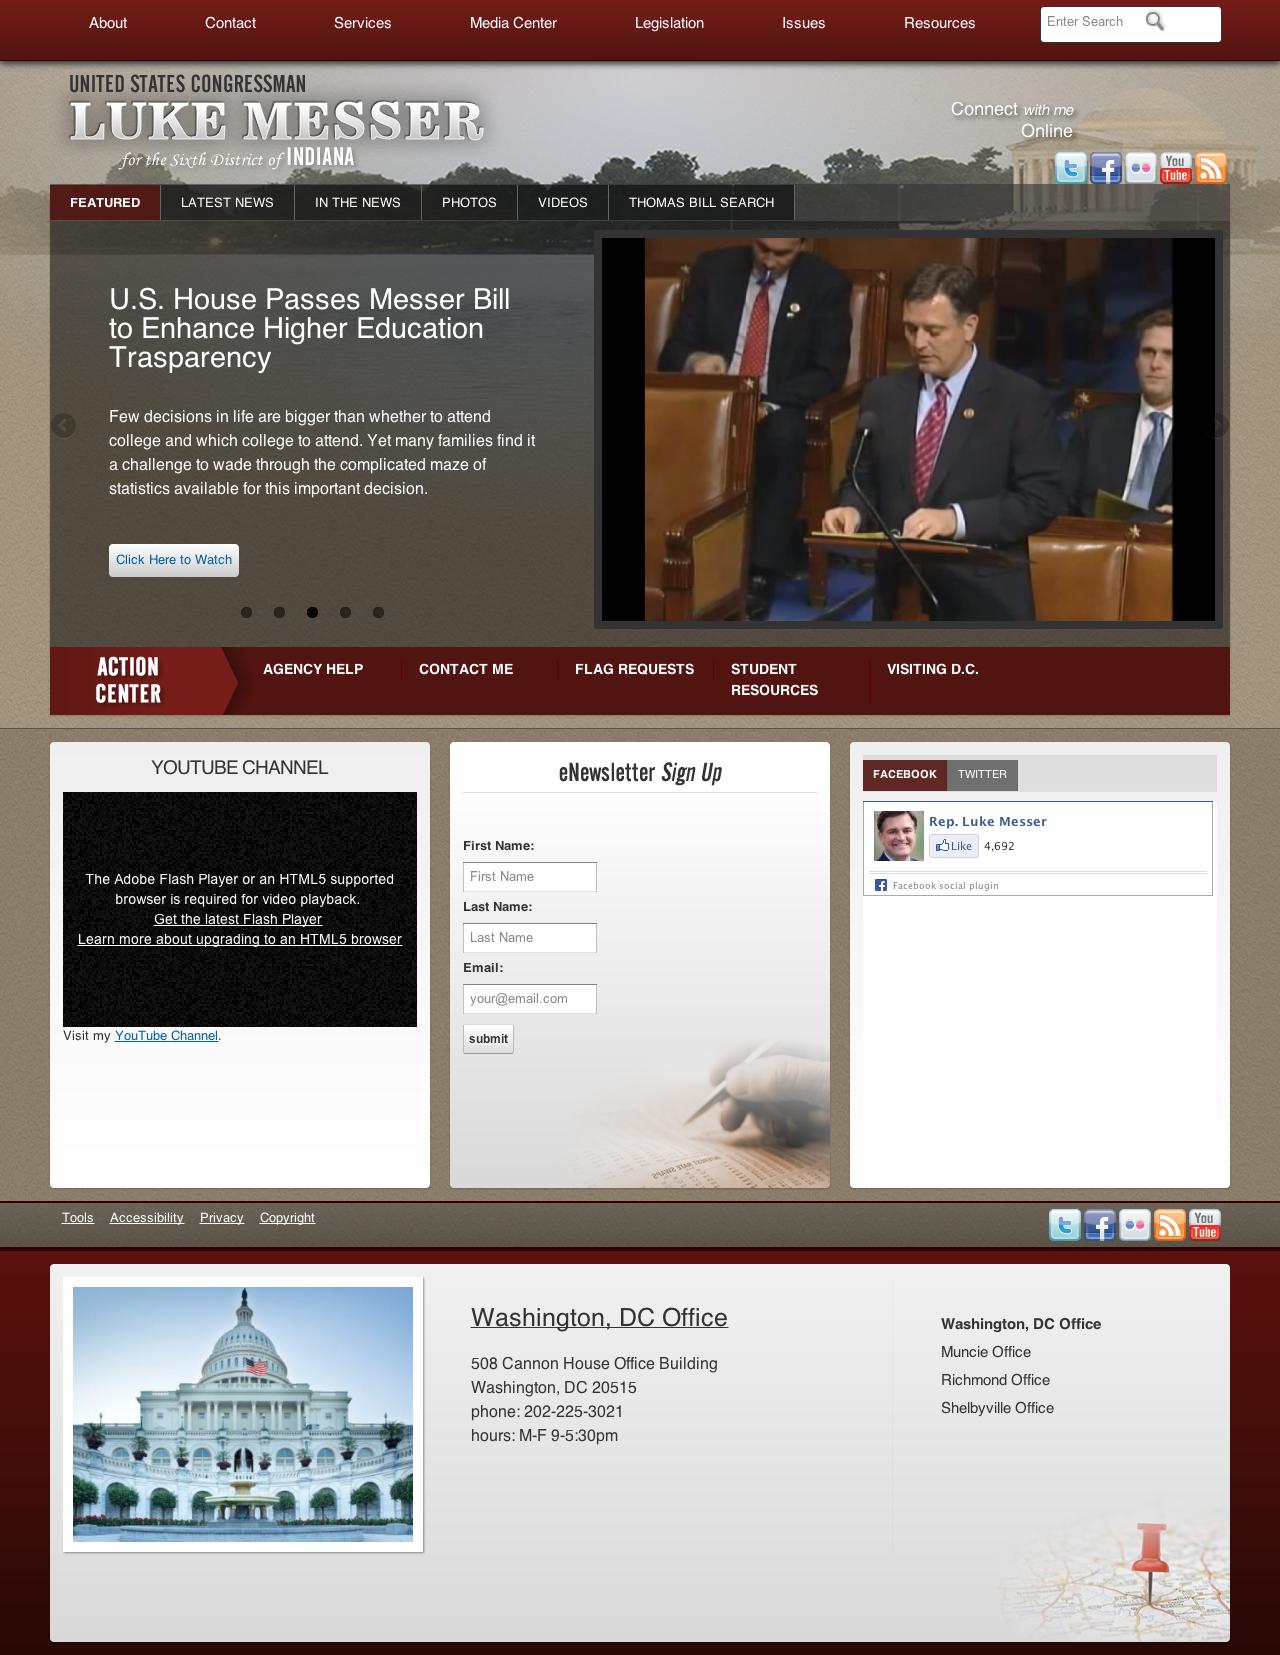 About
Contact
Services
Media Center
Legislation
Issues
Resources
Enter Search
UNITED STATES CONGRESSMAN
LUKE MESSER
for the Sixth District of INDIANA
Connect with me
Online
You
Tube
FEATURED
LATEST NEWS
IN THE NEWS
PHOTOS
VIDEOS
THOMAS BILL SEARCH
U.S. House Passes Messer Bill
to Enhance Higher Education
Trasparency
Few decisions in life are bigger than whether to attend
college and which college to attend. Yet many families find it
a challenge to wade through the complicated maze of
statistics available for this important decision.
Click Here to Watch
ACTION
CENTER
AGENCY HELP
CONTACT ME
FLAG REQUESTS
STUDENT
RESOURCES
VISITING D.C.
YOUTUBE CHANNEL
The Adobe Flash Player or an HTML5 supported
browser is required for video playback.
Get the latest Flash Player
Learn more about upgrading to an HTML5 browser
Visit my YouTube Channel.
eNewsletter Sign Up
First Name:
First Name
Last Name:
Last Name
Email:
your@email.com
submit
FACEBOOK
TWITTER
Rep. Luke Messer
Like 4,692
Facebook social plugin
Tools
Accessibility
Privacy
Copyright
You
Tube
Washington, DC Office
508 Cannon House Office Building
Washington, DC 20515
phone: 202-225-3021
hours: M-F 9-5:30pm
Washington, DC Office
Muncie Office
Richmond Office
Shelbyville Office